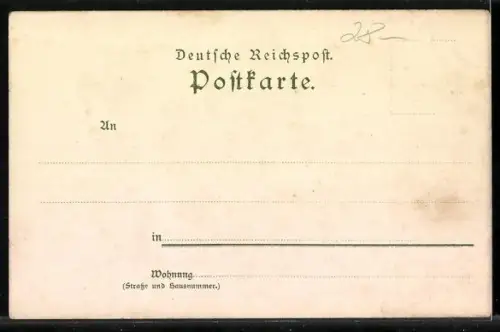 28-
Deutsche Reichspost.
Postkarte.
An
in
Wohnung
(Straße und Hausnummer.)